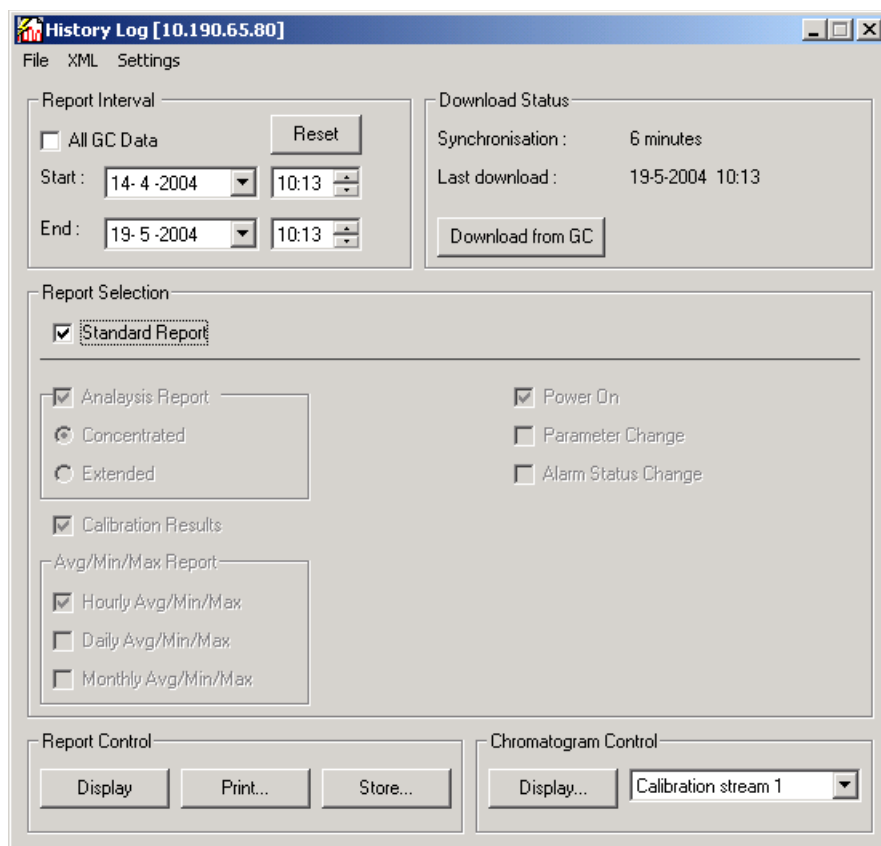 History Log [10.190.65.80]
File XML Settings
Report Interval
All GC Data
Reset
Start :
14- 4 -2004
10:13
End :
19- 5 -2004
10:13
Download Status
Synchronisation :
6 minutes
Last download :
19-5-2004 10:13
Download from GC
Report Selection
Standard Report
Analaysis Report
Concentrated
Extended
Power On
Parameter Change
Alarm Status Change
Calibration Results
Avg/Min/Max Report
Hourly Avg/Min/Max
Daily Avg/Min/Max
Monthly Avg/Min/Max
Report Control
Display
Print...
Store...
Chromatogram Control
Display...
Calibration stream 1